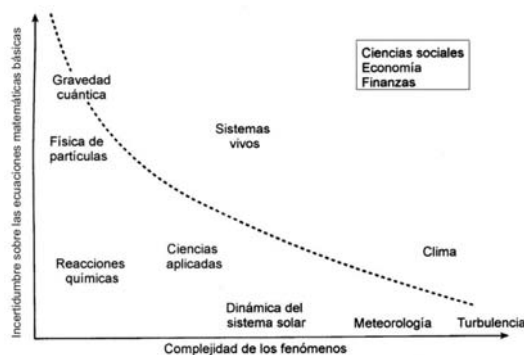 Incertidumbre sobre las ecuaciones matemáticas básicas
Ciencias sociales
Economía
Finanzas
Gravedad
cuántica
Sistemas
vivos
Física de
partículas
Ciencias
aplicadas
Clima
Reacciones
químicas
Dinámica del
sistema solar
Meteorología
Turbulencia
Complejidad de los fenómenos